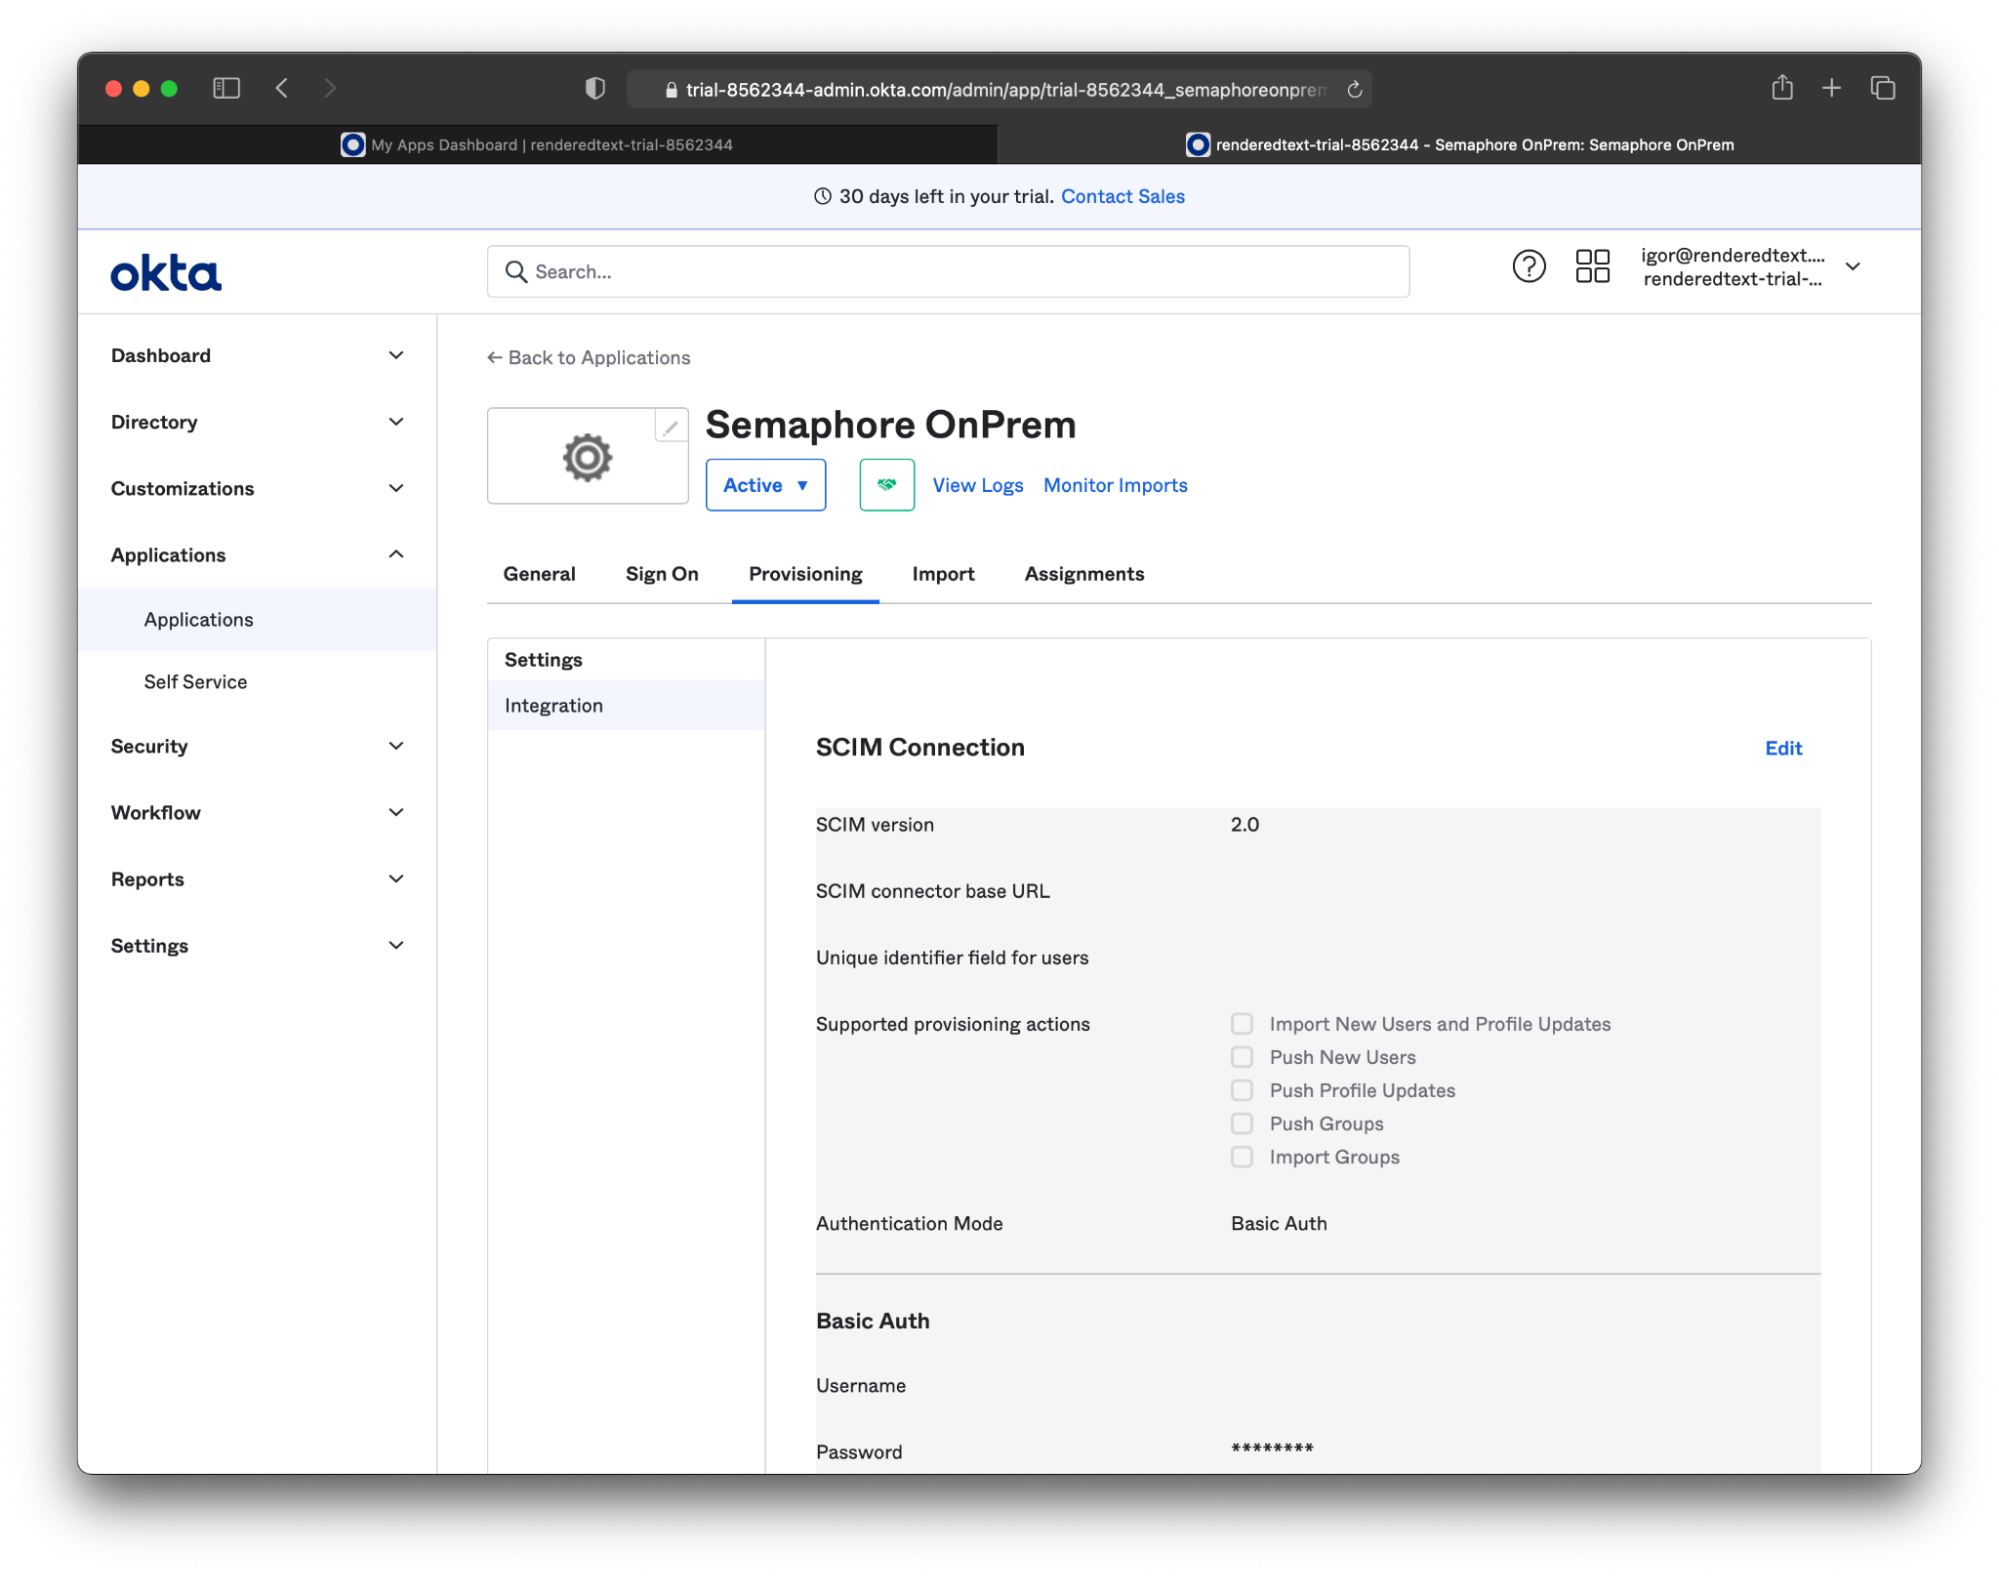 trial-8562344-admin.okta.com/admin/app/trial-8562344_semaphoreonprem
My Apps Dashboard | renderedtext-trial-8562344
renderedtext-trial-8562344 - Semaphore OnPrem: Semaphore OnPrem
30 days left in your trial. Contact Sales
okta
Search...
igor@renderedtext....
renderedtext-trial-...
Dashboard
Directory
Customizations
Applications
Applications
Self Service
Security
Workflow
Reports
Settings
← Back to Applications
Semaphore OnPrem
Active ▼
View Logs
Monitor Imports
General
Sign On
Provisioning
Import
Assignments
Settings
Integration
SCIM Connection
Edit
SCIM version 2.0
SCIM connector base URL
Unique identifier field for users
Supported provisioning actions
Import New Users and Profile Updates
Push New Users
Push Profile Updates
Push Groups
Import Groups
Authentication Mode Basic Auth
Basic Auth
Username
Password ********